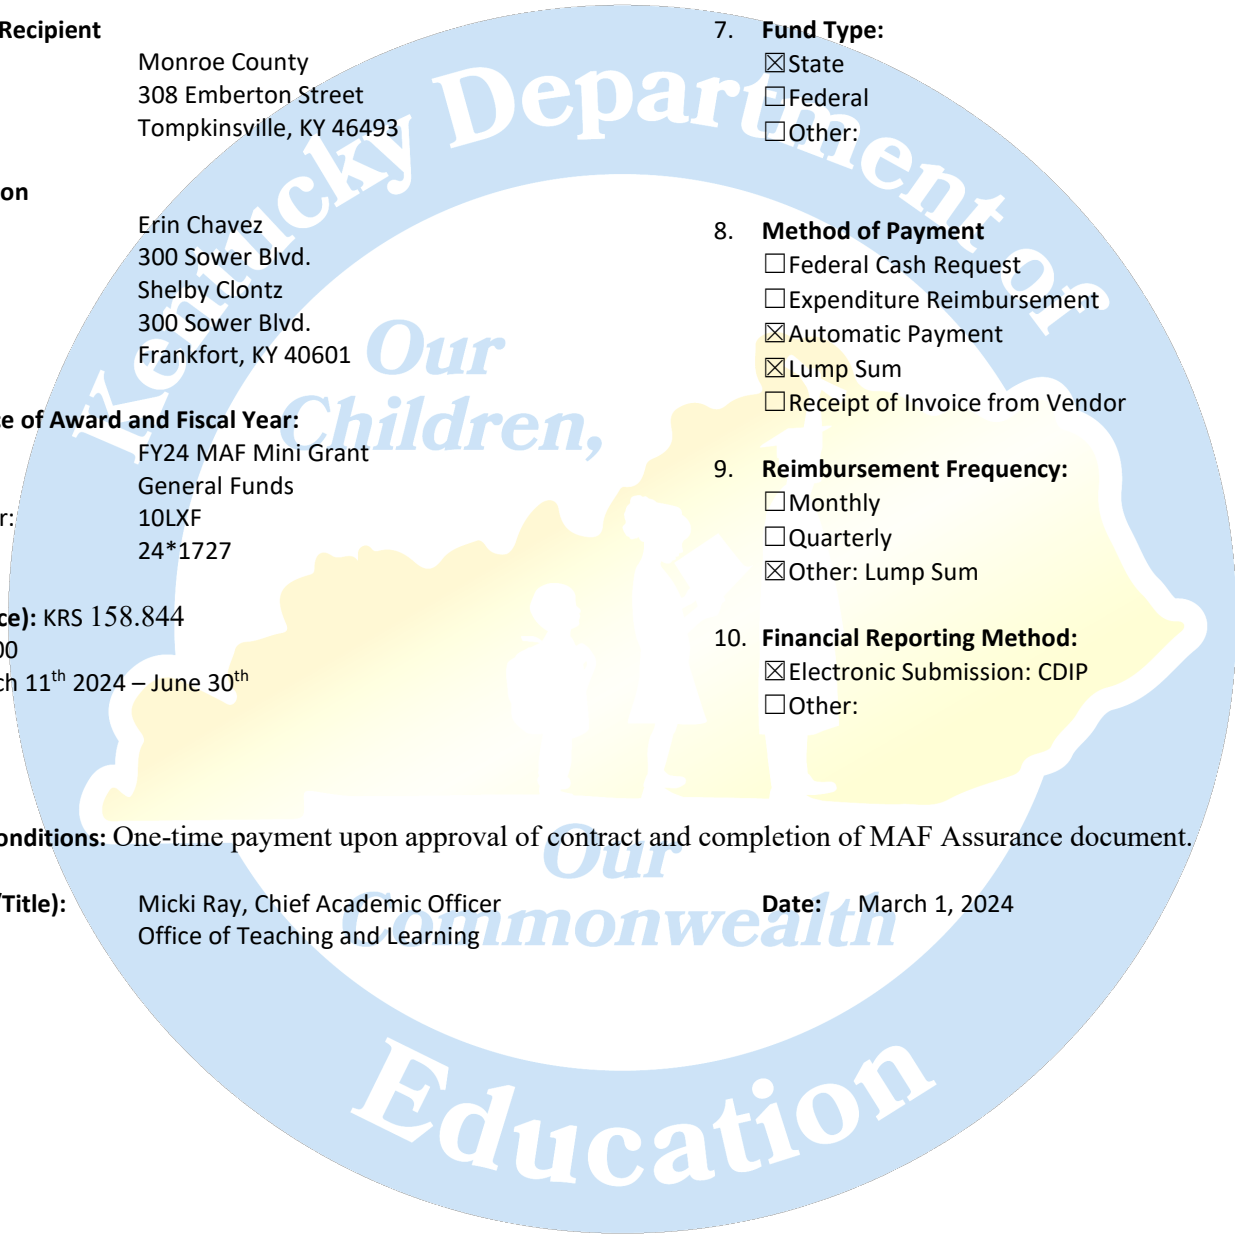 Recipient
Monroe County
308 Emberton Street
Tompkinsville, KY 46493
on
Erin Chavez
300 Sower Blvd.
Shelby Clontz
300 Sower Blvd.
Frankfort, KY 40601
ce of Award and Fiscal Year:
FY24 MAF Mini Grant
General Funds
r: 10LXF
24*1727
ce): KRS 158.844
00
ch 11th 2024 – June 30th
7. Fund Type:
☒State
☐Federal
☐Other:
8. Method of Payment
☐Federal Cash Request
☐Expenditure Reimbursement
☒Automatic Payment
☒Lump Sum
☐Receipt of Invoice from Vendor
9. Reimbursement Frequency:
☐Monthly
☐Quarterly
☒Other: Lump Sum
10. Financial Reporting Method:
☒Electronic Submission: CDIP
☐Other:
onditions: One-time payment upon approval of contract and completion of MAF Assurance document.
/Title): Micki Ray, Chief Academic Officer Date: March 1, 2024
Office of Teaching and Learning
Kentucky Department of
Education
Our
Children,
Our
Commonwealth